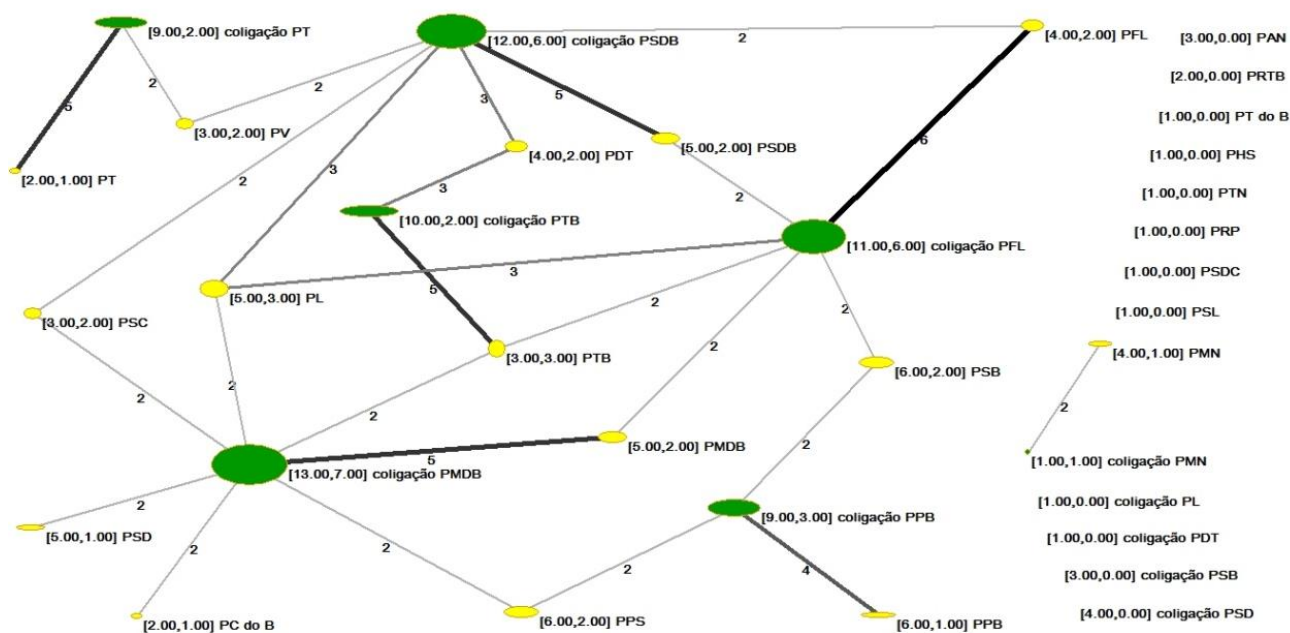 [9.00,2.00] coligação PT
[12.00,6.00] coligação PSDB
2
[4.00,2.00] PFL
[3.00,0.00] PAN
[2.00,0.00] PRTB
5
2
2
3
5
[1.00,0.00] PT do B
[3.00,2.00] PV
[4.00,2.00] PDT
[5.00,2.00] PSDB
6
[1.00,0.00] PHS
[2.00,1.00] PT
2
3
3
2
[1.00,0.00] PTN
[10.00,2.00] coligação PTB
[11.00,6.00] coligação PFL
[1.00,0.00] PRP
3
[1.00,0.00] PSDC
[5.00,3.00] PL
5
2
2
[1.00,0.00] PSL
[3.00,2.00] PSC
[3.00,3.00] PTB
2
[6.00,2.00] PSB
[4.00,1.00] PMN
2
2
2
2
2
[5.00,2.00] PMDB
5
[13.00,7.00] coligação PMDB
[1.00,1.00] coligação PMN
[1.00,0.00] coligação PL
2
[5.00,1.00] PSD
[9.00,3.00] coligação PPB
[1.00,0.00] coligação PDT
2
2
2
4
[3.00,0.00] coligação PSB
[2.00,1.00] PC do B
[6.00,2.00] PPS
[6.00,1.00] PPB
[4.00,0.00] coligação PSD